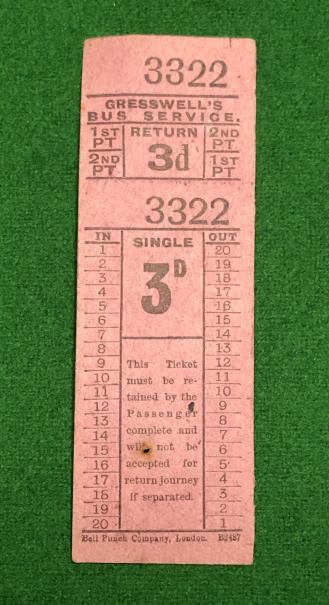 3322
GRESSWELL'S
BUS SERVICE.
1ST PT RETURN 2ND PT
2ND PT 3d 1ST PT
3322
IN SINGLE OUT
3D
1 20
2 19
3 18
4 17
5 16
6 15
7 14
8 13
9 12
10 11
11 10
12 9
13 8
14 7
15 6
16 5
17 4
18 3
19 2
20 1
This Ticket
must be re-
tained by the
Passenger
complete and
will not be
accepted for
return journey
if separated.
Bell Punch Company, London. B2487